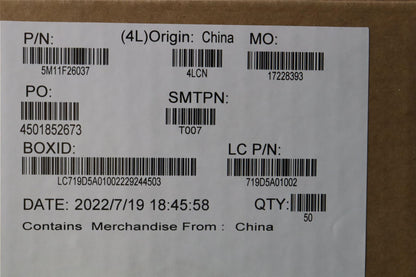 P/N: (4L)Origin: China MO:
5M11F26037 4LCN 17228393
PO: SMTPN:
4501852673 T007
BOXID: LC P/N:
LC719D5A01002229244503 719D5A01002
DATE: 2022/7/19 18:45:58 QTY:
50
Contains Merchandise From : China